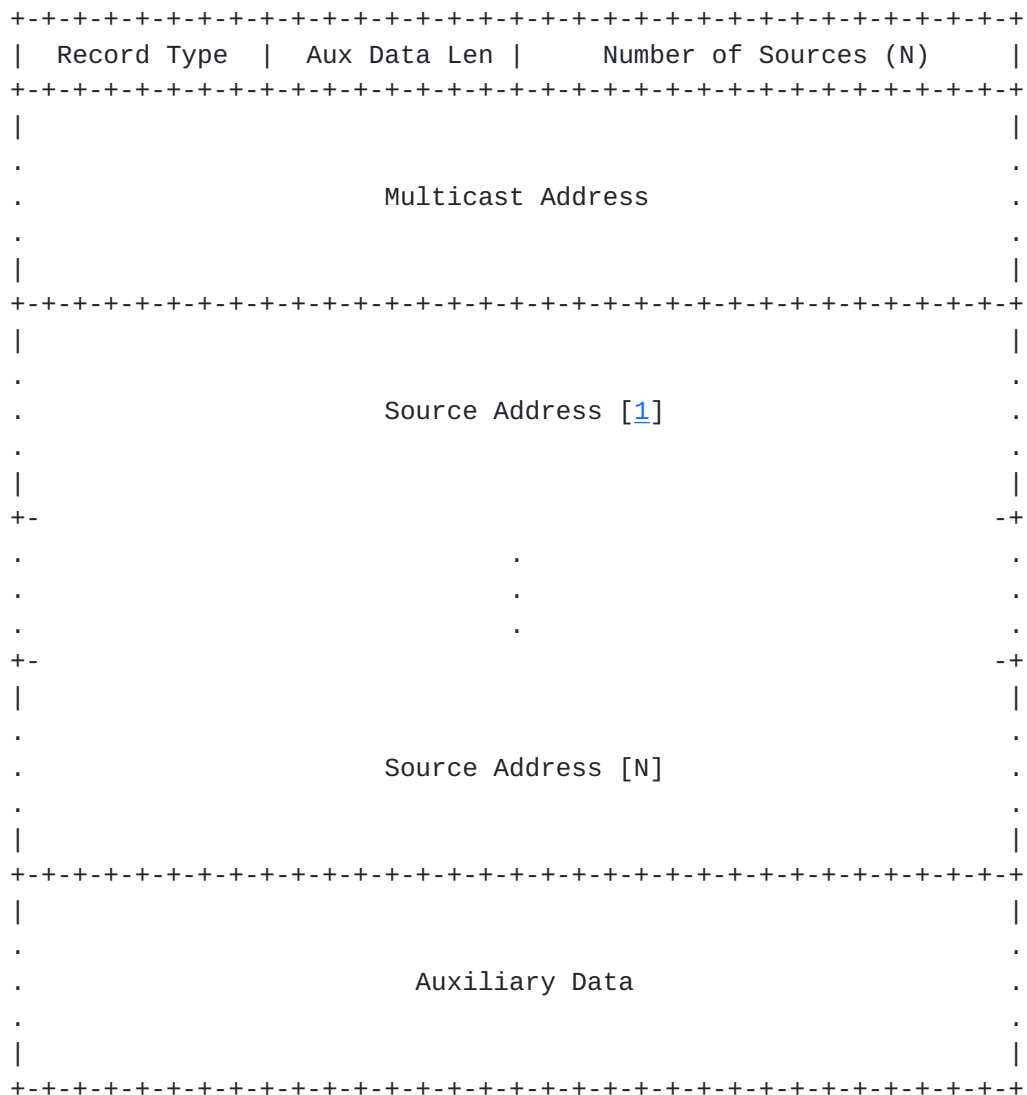 +-+-+-+-+-+-+-+-+-+-+-+-+-+-+-+-+-+-+-+-+-+-+-+-+-+-+-+-+-+-+-+-+
|  Record Type  |  Aux Data Len |     Number of Sources (N)     |
+-+-+-+-+-+-+-+-+-+-+-+-+-+-+-+-+-+-+-+-+-+-+-+-+-+-+-+-+-+-+-+-+
|                                                               |
.                                                               .
.                       Multicast Address                       .
.                                                               .
|                                                               |
+-+-+-+-+-+-+-+-+-+-+-+-+-+-+-+-+-+-+-+-+-+-+-+-+-+-+-+-+-+-+-+-+
|                                                               |
.                                                               .
.                       Source Address [1]                      .
.                                                               .
|                                                               |
+-                                                             -+
.                               .                               .
.                               .                               .
.                               .                               .
+-                                                             -+
|                                                               |
.                                                               .
.                       Source Address [N]                      .
.                                                               .
|                                                               |
+-+-+-+-+-+-+-+-+-+-+-+-+-+-+-+-+-+-+-+-+-+-+-+-+-+-+-+-+-+-+-+-+
|                                                               |
.                                                               .
.                         Auxiliary Data                        .
.                                                               .
|                                                               |
+-+-+-+-+-+-+-+-+-+-+-+-+-+-+-+-+-+-+-+-+-+-+-+-+-+-+-+-+-+-+-+-+